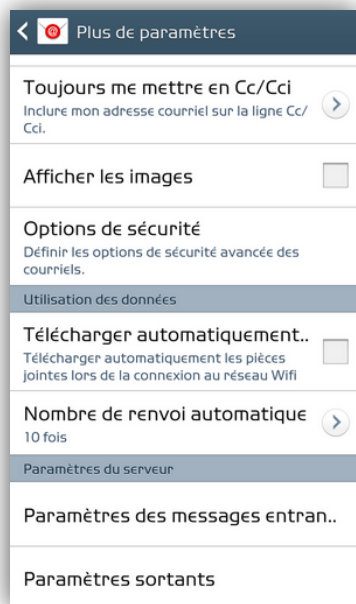 Plus de paramètres
Toujours me mettre en Cc/Cci
Inclure mon adresse courriel sur la ligne Cc/
Cci.
Afficher les images
Options de sécurité
Définir les options de sécurité avancée des
courriels.
Utilisation des données
Télécharger automatiquement..
Télécharger automatiquement les pièces
jointes lors de la connexion au réseau Wifi
Nombre de renvoi automatique
10 fois
Paramètres du serveur
Paramètres des messages entran..
Paramètres sortants